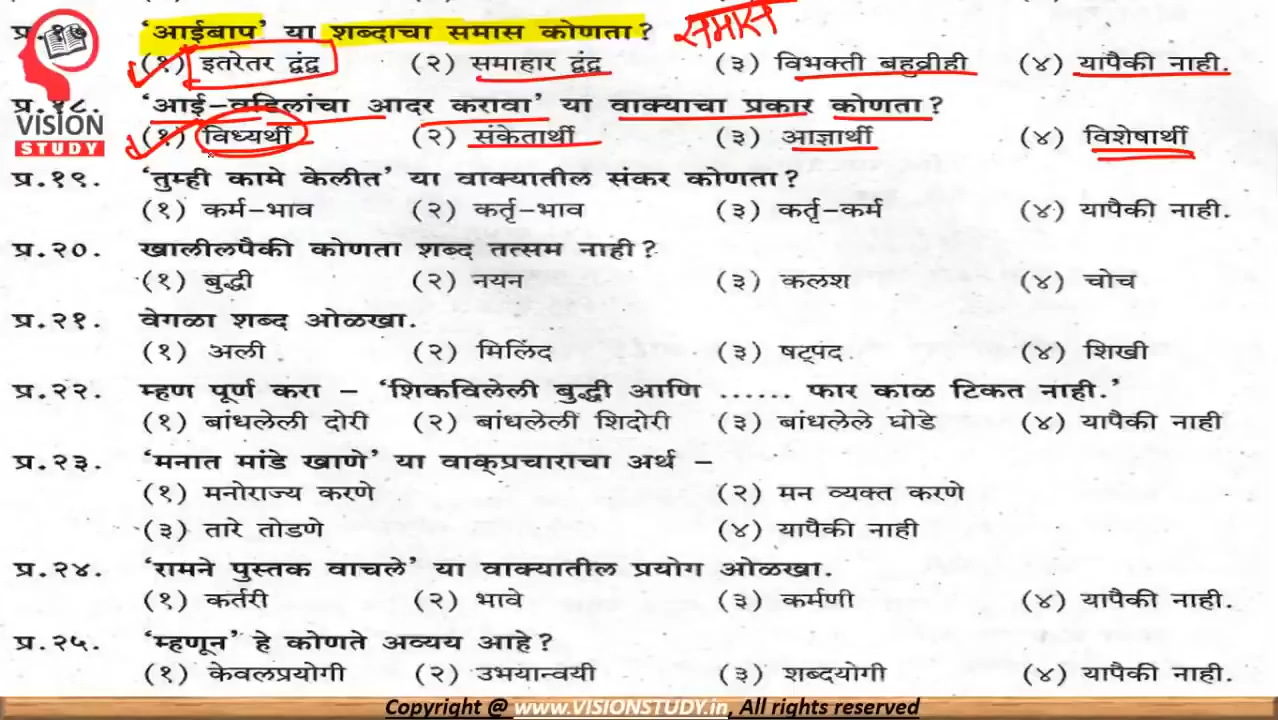 प्र.१७ 'आईबाप' या शब्दाचा समास कोणता? समास
(१) इतरेतर द्वंद्व (२) समाहार द्वंद्व (३) विभक्ती बहुव्रीही (४) यापैकी नाही.
प्र.१८. 'आई-वडिलांचा आदर करावा' या वाक्याचा प्रकार कोणता?
(१) विध्यर्थी (२) संकेतार्थी (३) आज्ञार्थी (४) विशेषार्थी
VISION
STUDY
प्र.१९. 'तुम्ही कामे केलीत' या वाक्यातील संकर कोणता?
(१) कर्म-भाव (२) कर्तृ-भाव (३) कर्तृ-कर्म (४) यापैकी नाही.
प्र.२०. खालीलपैकी कोणता शब्द तत्सम नाही?
(१) बुद्धी (२) नयन (३) कलश (४) चोच
प्र.२१. वेगळा शब्द ओळखा.
(१) अली (२) मिलिंद (३) षट्पद (४) शिखी
प्र.२२. म्हण पूर्ण करा - 'शिकविलेली बुद्धी आणि ...... फार काळ टिकत नाही.'
(१) बांधलेली दोरी (२) बांधलेली शिदोरी (३) बांधलेले घोडे (४) यापैकी नाही
प्र.२३. 'मनात मांडे खाणे' या वाक्प्रचाराचा अर्थ -
(१) मनोराज्य करणे (२) मन व्यक्त करणे
(३) तारे तोडणे (४) यापैकी नाही
प्र.२४. 'रामने पुस्तक वाचले' या वाक्यातील प्रयोग ओळखा.
(१) कर्तरी (२) भावे (३) कर्मणी (४) यापैकी नाही.
प्र.२५. 'म्हणून' हे कोणते अव्यय आहे?
(१) केवलप्रयोगी (२) उभयान्वयी (३) शब्दयोगी (४) यापैकी नाही.
Copyright @ www.VISIONSTUDY.in, All rights reserved